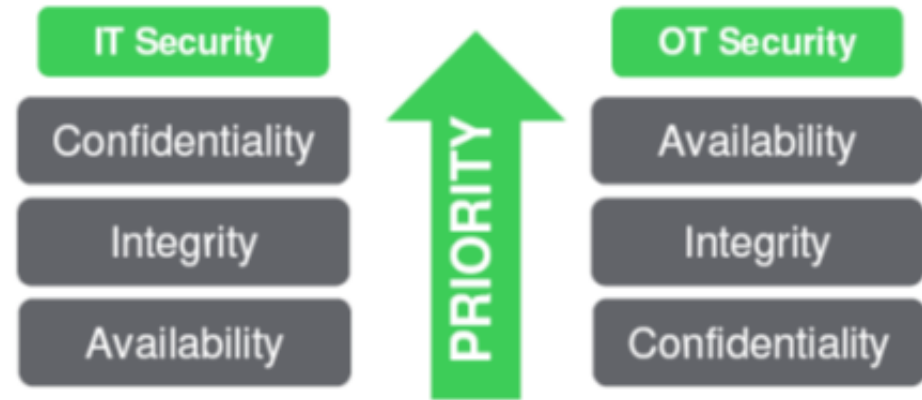 IT Security
Confidentiality
Integrity
Availability
PRIORITY
OT Security
Availability
Integrity
Confidentiality